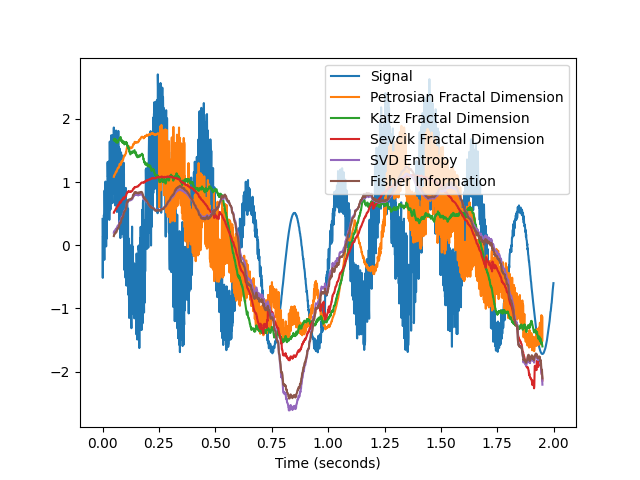 Signal
Petrosian Fractal Dimension
Katz Fractal Dimension
Sevcik Fractal Dimension
SVD Entropy
Fisher Information
2
1
0
−1
−2
0.00 0.25 0.50 0.75 1.00 1.25 1.50 1.75 2.00
Time (seconds)